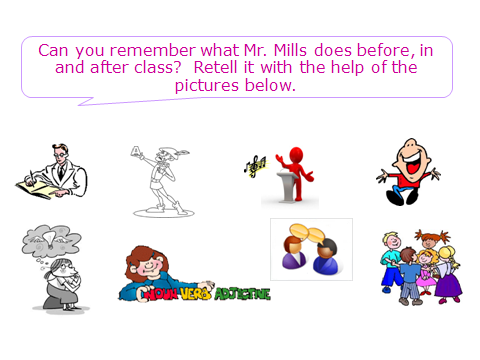 Can you remember what Mr. Mills does before, in
and after class? Retell it with the help of the
pictures below.
A
NOUN VERB ADJECTIVE